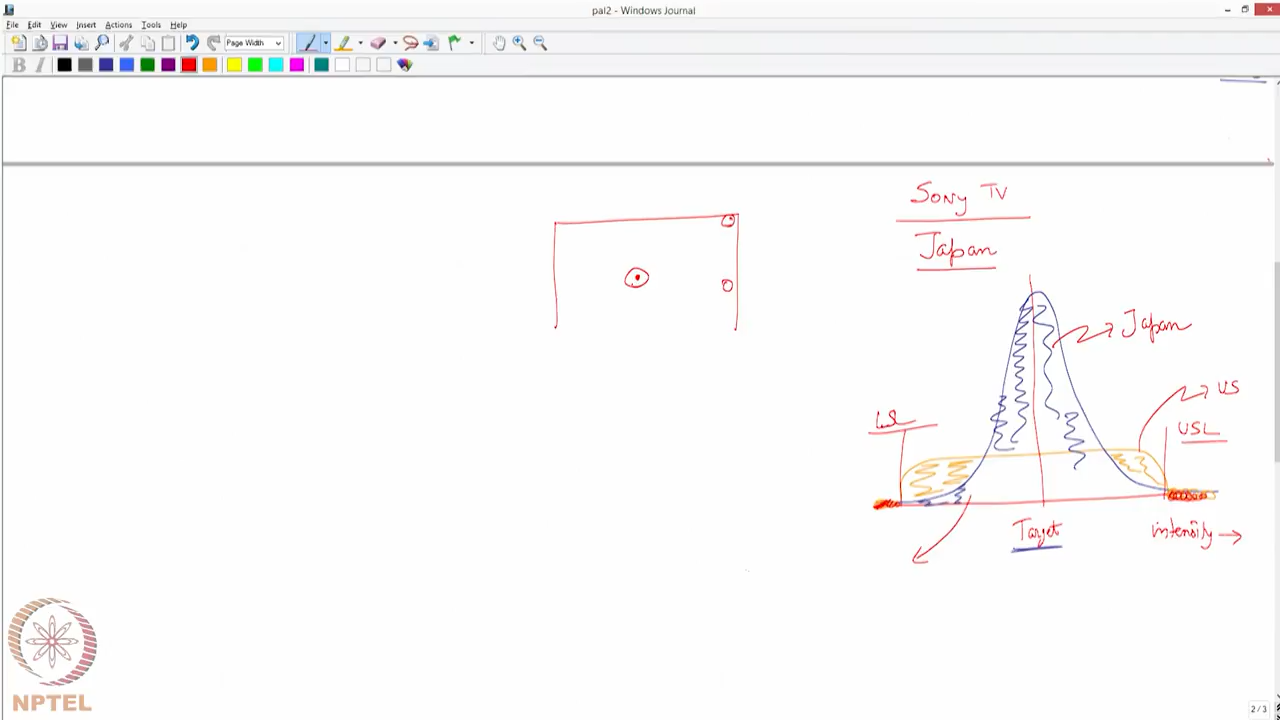 pal2 - Windows Journal
File Edit View Insert Actions Tools Help
Page Width
B I
Sony TV
Japan
Japan
US
LSL
USL
Target
intensity
NPTEL
2 / 3